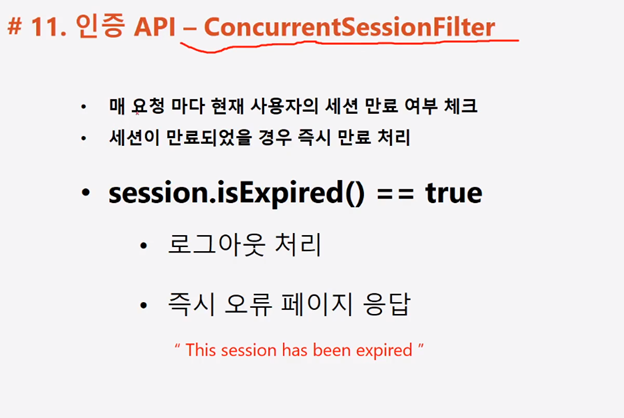 # 11. 인증 API – ConcurrentSessionFilter
• 매 요청 마다 현재 사용자의 세션 만료 여부 체크
• 세션이 만료되었을 경우 즉시 만료 처리
• session.isExpired() == true
• 로그아웃 처리
• 즉시 오류 페이지 응답
“ This session has been expired ”